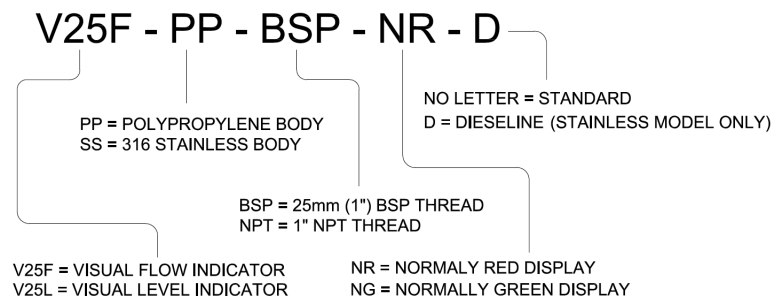 V25F - PP - BSP - NR - D
NO LETTER = STANDARD
D = DIESELINE (STAINLESS MODEL ONLY)
PP = POLYPROPYLENE BODY
SS = 316 STAINLESS BODY
BSP = 25mm (1") BSP THREAD
NPT = 1" NPT THREAD
V25F = VISUAL FLOW INDICATOR
V25L = VISUAL LEVEL INDICATOR
NR = NORMALY RED DISPLAY
NG = NORMALLY GREEN DISPLAY